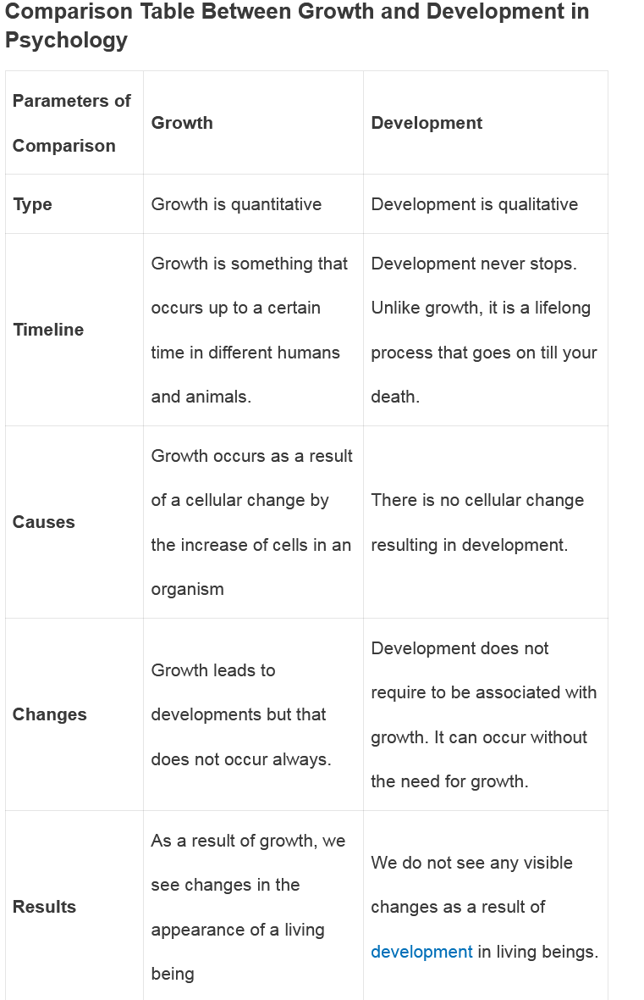 Comparison Table Between Growth and Development in
Psychology
Parameters of
Comparison
Growth
Development
Type
Growth is quantitative
Development is qualitative
Timeline
Growth is something that
occurs up to a certain
time in different humans
and animals.
Development never stops.
Unlike growth, it is a lifelong
process that goes on till your
death.
Causes
Growth occurs as a result
of a cellular change by
the increase of cells in an
organism
There is no cellular change
resulting in development.
Changes
Growth leads to
developments but that
does not occur always.
Development does not
require to be associated with
growth. It can occur without
the need for growth.
Results
As a result of growth, we
see changes in the
appearance of a living
being
We do not see any visible
changes as a result of
development in living beings.